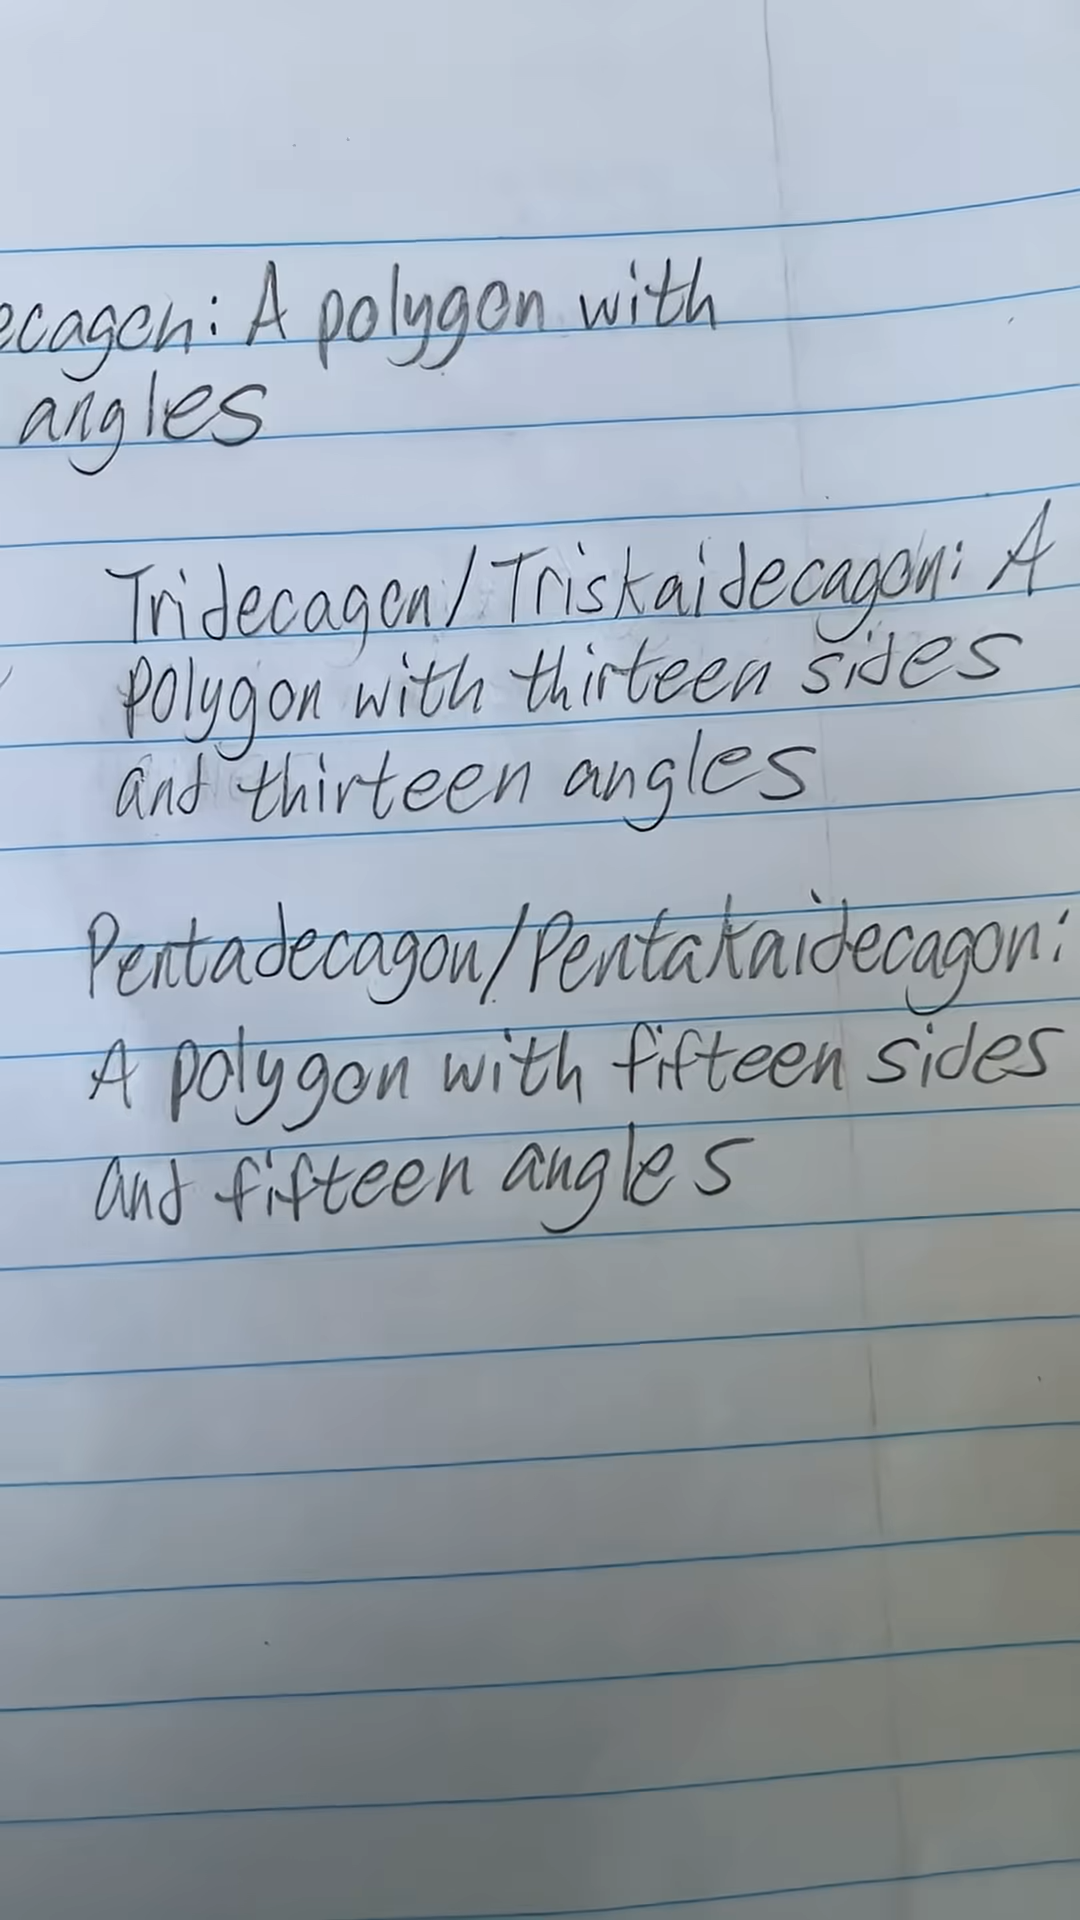 ecagon: A polygon with
angles
Tridecagon/Triskaidecagon: A
polygon with thirteen sides
and thirteen angles
Pentadecagon/Pentakaidecagon:
A polygon with fifteen sides
and fifteen angles